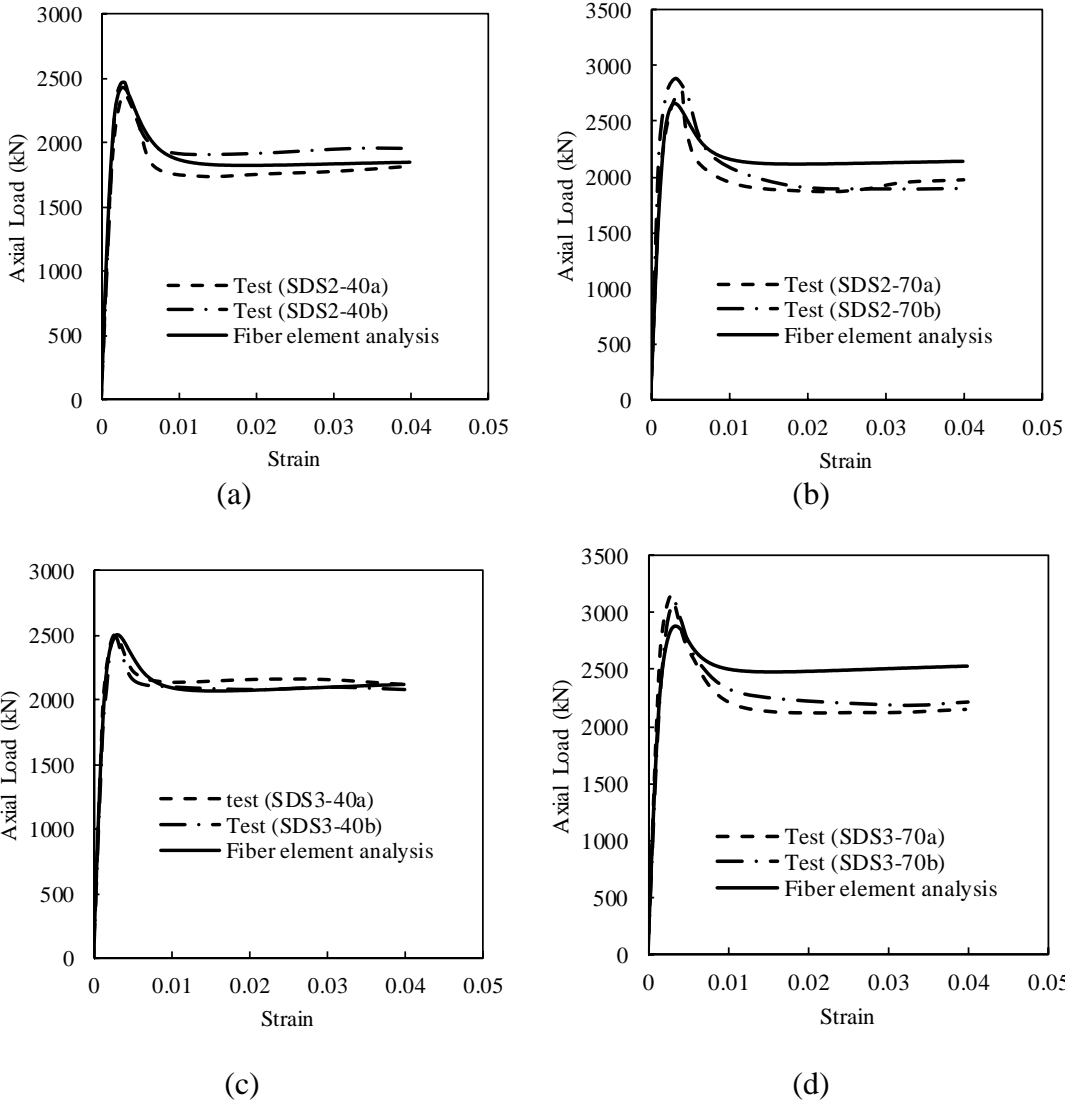 3000
2500
2000
1500
1000
500
0
Axial Load (kN)
Test (SDS2-40a)
Test (SDS2-40b)
Fiber element analysis
0 0.01 0.02 0.03 0.04 0.05
Strain
(a)
3500
3000
2500
2000
1500
1000
500
0
Axial Load (kN)
Test (SDS2-70a)
Test (SDS2-70b)
Fiber element analysis
0 0.01 0.02 0.03 0.04 0.05
Strain
(b)
3000
2500
2000
1500
1000
500
0
Axial Load (kN)
test (SDS3-40a)
Test (SDS3-40b)
Fiber element analysis
0 0.01 0.02 0.03 0.04 0.05
Strain
(c)
3500
3000
2500
2000
1500
1000
500
0
Axial Load (kN)
Test (SDS3-70a)
Test (SDS3-70b)
Fiber element analysis
0 0.01 0.02 0.03 0.04 0.05
Strain
(d)